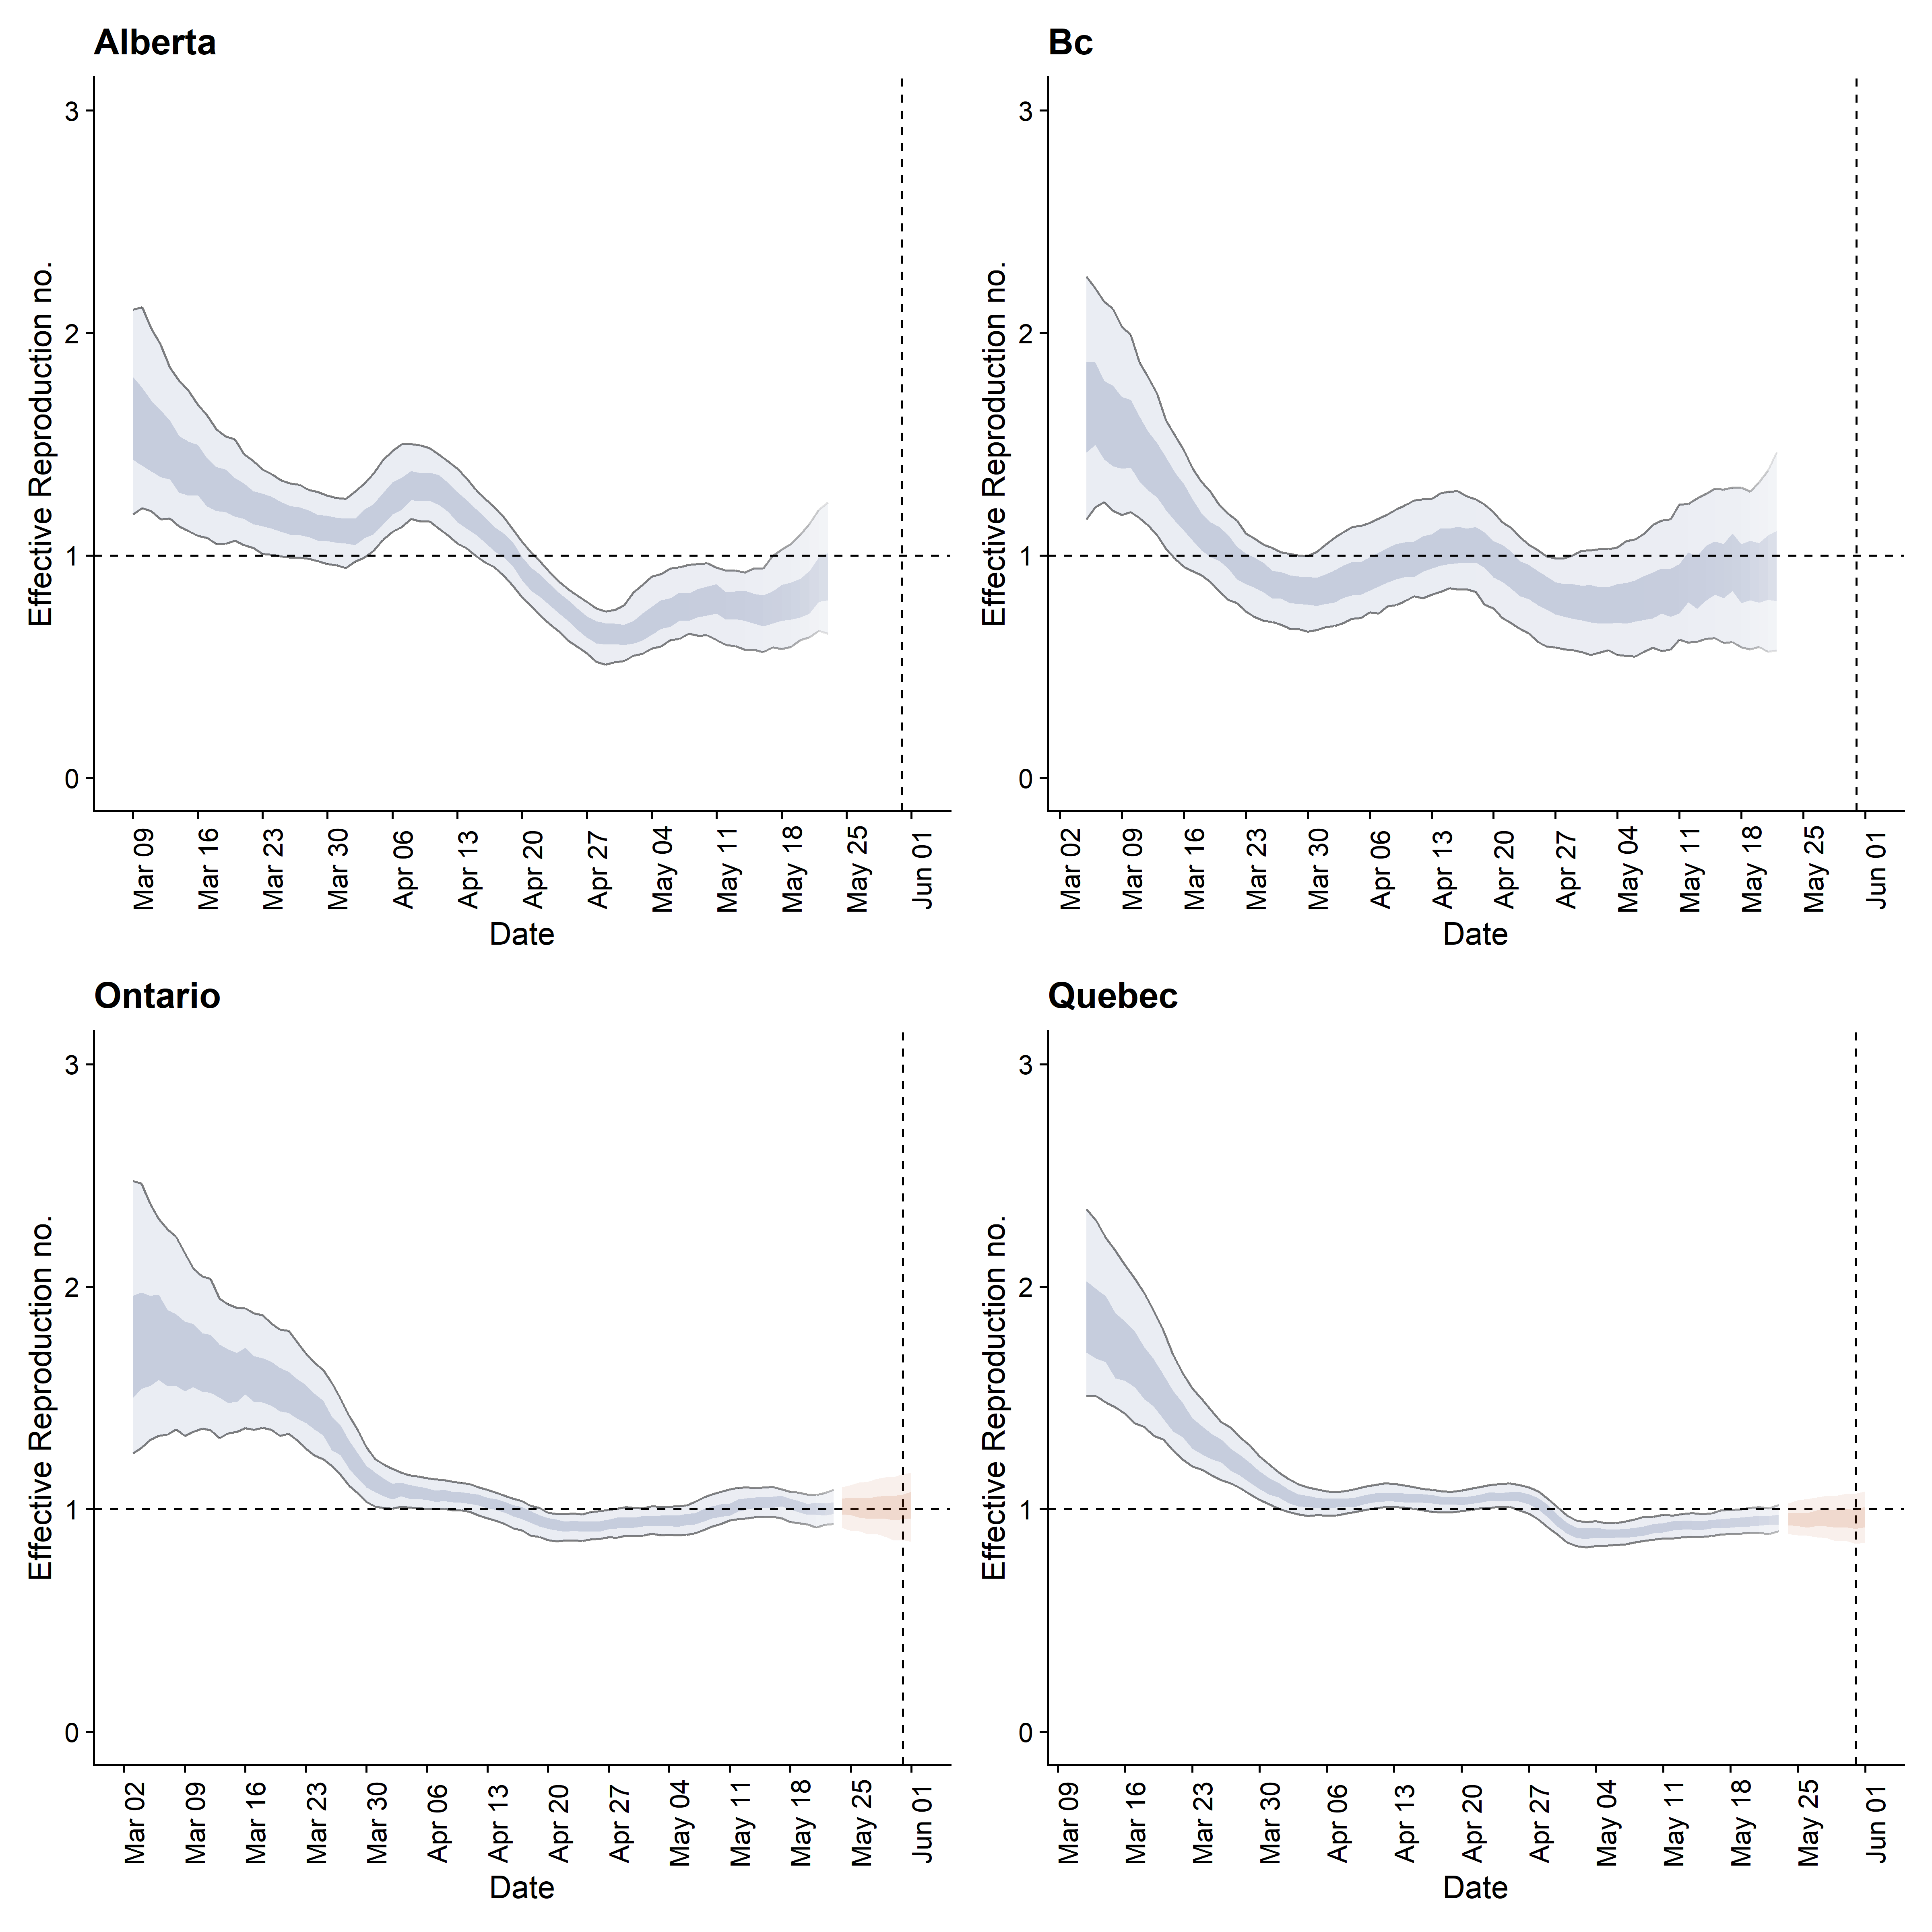 Alberta
Effective Reproduction no.
3
2
1
0
Mar 09
Mar 16
Mar 23
Mar 30
Apr 06
Apr 13
Apr 20
Apr 27
May 04
May 11
May 18
May 25
Jun 01
Date
Bc
Effective Reproduction no.
3
2
1
0
Mar 02
Mar 09
Mar 16
Mar 23
Mar 30
Apr 06
Apr 13
Apr 20
Apr 27
May 04
May 11
May 18
May 25
Jun 01
Date
Ontario
Effective Reproduction no.
3
2
1
0
Mar 02
Mar 09
Mar 16
Mar 23
Mar 30
Apr 06
Apr 13
Apr 20
Apr 27
May 04
May 11
May 18
May 25
Jun 01
Date
Quebec
Effective Reproduction no.
3
2
1
0
Mar 09
Mar 16
Mar 23
Mar 30
Apr 06
Apr 13
Apr 20
Apr 27
May 04
May 11
May 18
May 25
Jun 01
Date